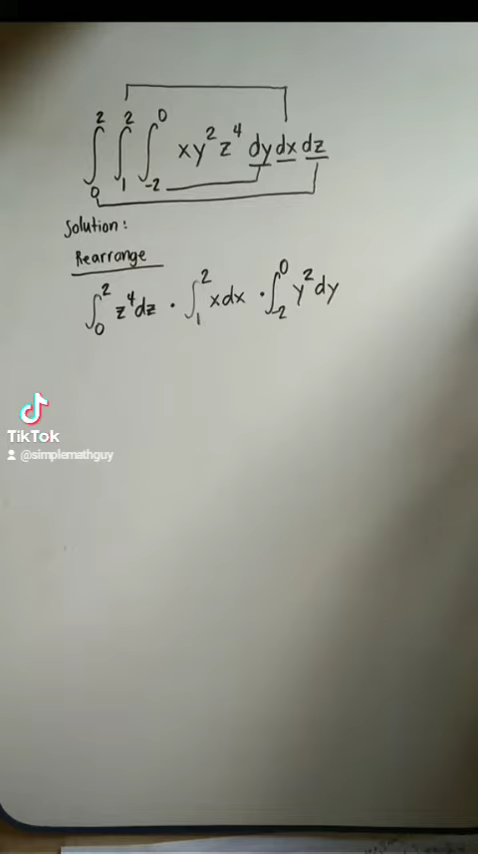 ∫₀² ∫₁² ∫₋₂⁰ xy²z⁴ dy dx dz
Solution:
Rearrange
∫₀² z⁴dz · ∫₁² xdx · ∫₋₂⁰ y²dy
TikTok
@simplemathguy